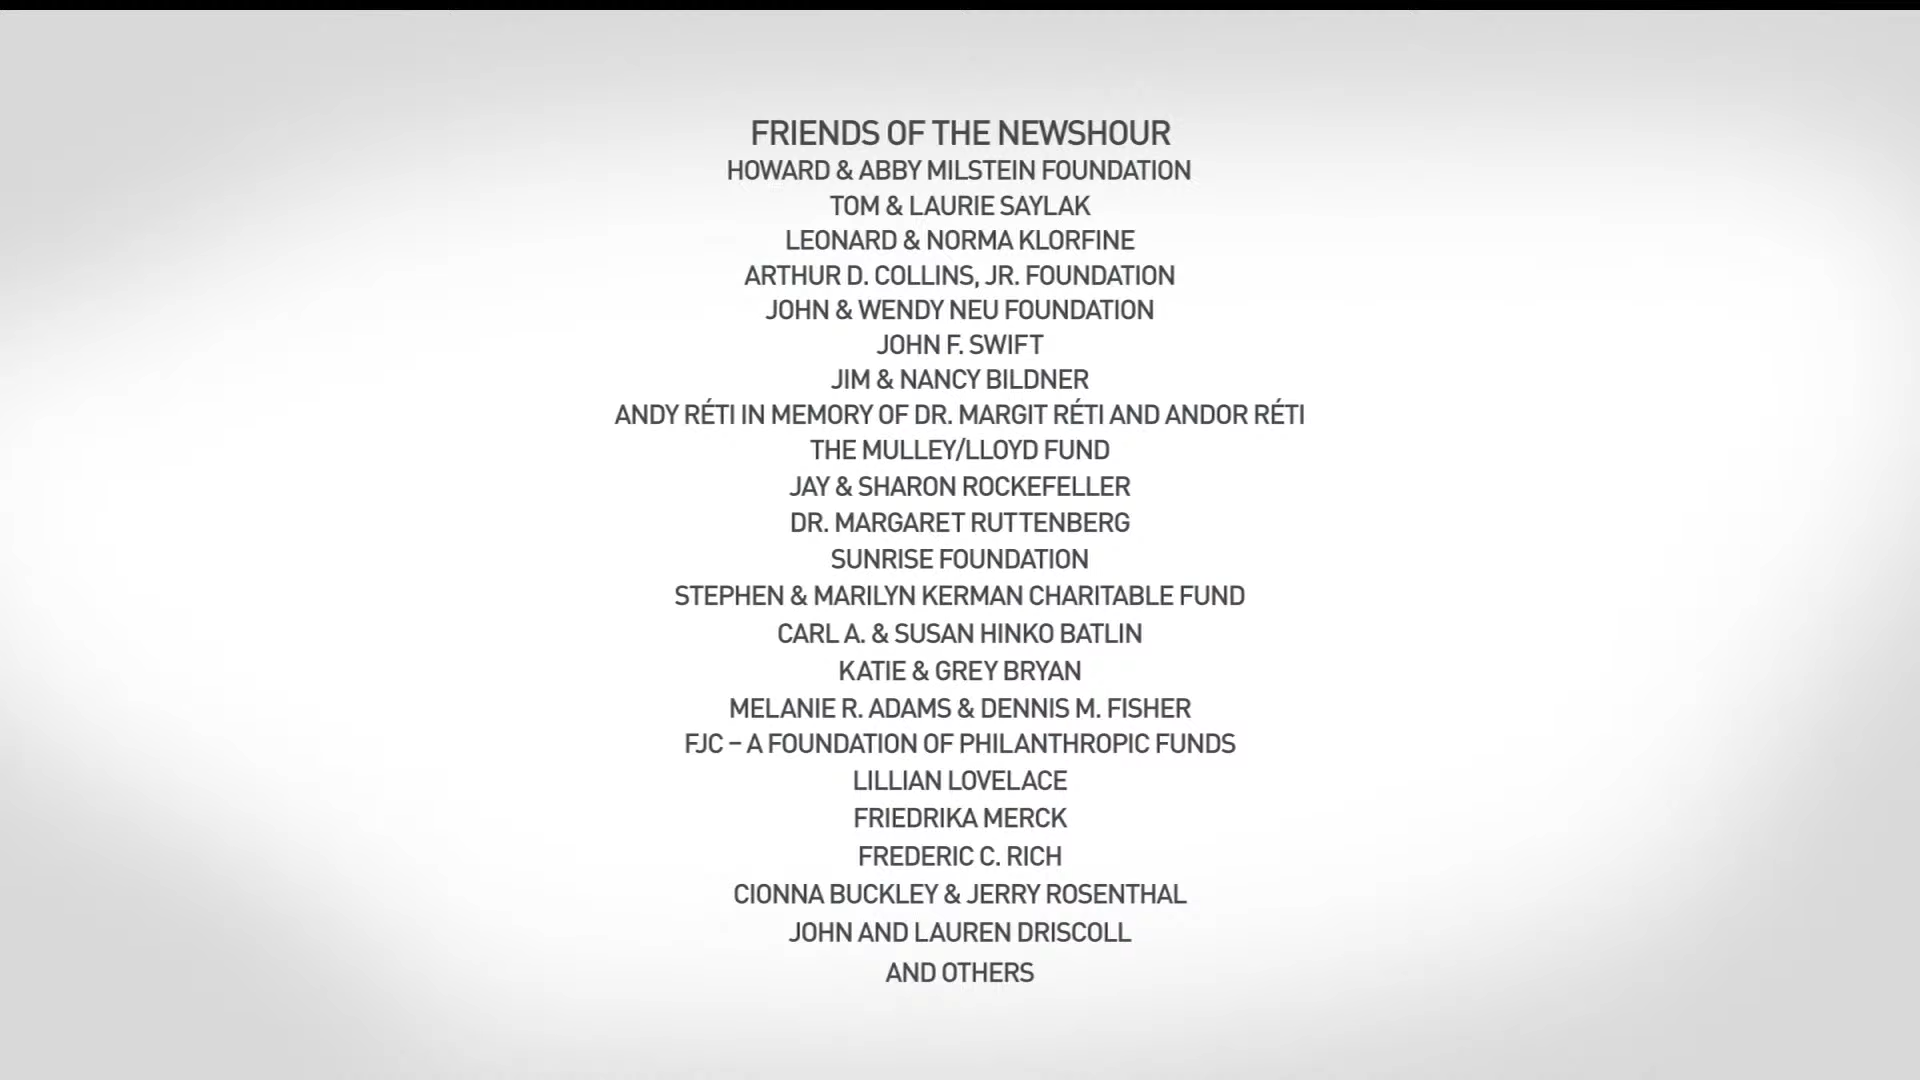 FRIENDS OF THE NEWSHOUR
HOWARD & ABBY MILSTEIN FOUNDATION
TOM & LAURIE SAYLAK
LEONARD & NORMA KLORFINE
ARTHUR D. COLLINS, JR. FOUNDATION
JOHN & WENDY NEU FOUNDATION
JOHN F. SWIFT
JIM & NANCY BILDNER
ANDY RÉTI IN MEMORY OF DR. MARGIT RÉTI AND ANDOR RÉTI
THE MULLEY/LLOYD FUND
JAY & SHARON ROCKEFELLER
DR. MARGARET RUTTENBERG
SUNRISE FOUNDATION
STEPHEN & MARILYN KERMAN CHARITABLE FUND
CARL A. & SUSAN HINKO BATLIN
KATIE & GREY BRYAN
MELANIE R. ADAMS & DENNIS M. FISHER
FJC – A FOUNDATION OF PHILANTHROPIC FUNDS
LILLIAN LOVELACE
FRIEDRIKA MERCK
FREDERIC C. RICH
CIONNA BUCKLEY & JERRY ROSENTHAL
JOHN AND LAUREN DRISCOLL
AND OTHERS